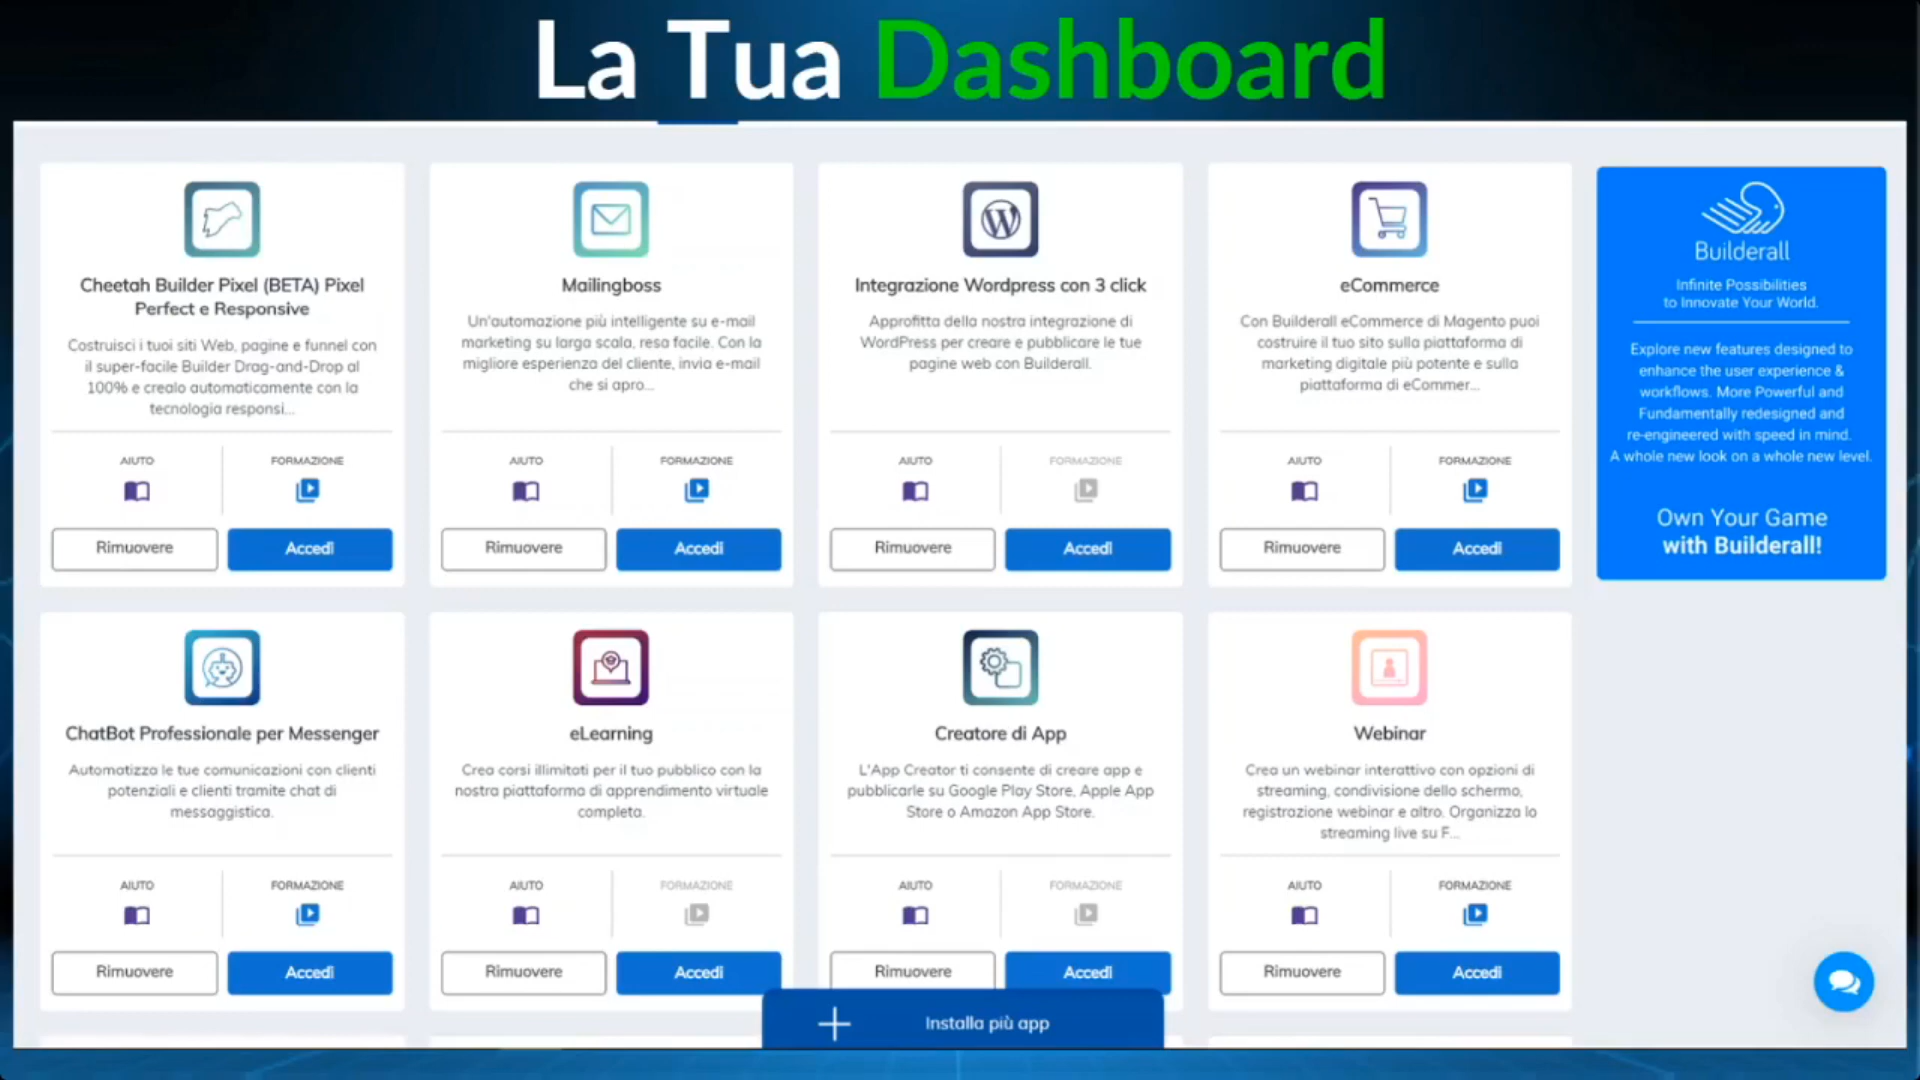 La Tua Dashboard
Cheetah Builder Pixel (BETA) Pixel
Perfect e Responsive
Costruisci i tuoi siti Web, pagine e funnel con
il super-facile Builder Drag-and-Drop al
100% e crealo automaticamente con la
tecnologia responsi...
AIUTO
FORMAZIONE
Rimuovere
Accedi
Mailingboss
Un'automazione più intelligente su e-mail
marketing su larga scala, resa facile. Con la
migliore esperienza del cliente, invia e-mail
che si apro...
AIUTO
FORMAZIONE
Rimuovere
Accedi
Integrazione Wordpress con 3 click
Approfitta della nostra integrazione di
WordPress per creare e pubblicare le tue
pagine web con Builderall.
AIUTO
FORMAZIONE
Rimuovere
Accedi
eCommerce
Con Builderall eCommerce di Magento puoi
costruire il tuo sito sulla piattaforma di
marketing digitale più potente e sulla
piattaforma di eCommer...
AIUTO
FORMAZIONE
Rimuovere
Accedi
Builderall
Infinite Possibilities
to Innovate Your World.
Explore new features designed to
enhance the user experience &
workflows. More Powerful and
Fundamentally redesigned and
re-engineered with speed in mind.
A whole new look on a whole new level.
Own Your Game
with Builderall!
ChatBot Professionale per Messenger
Automatizza le tue comunicazioni con clienti
potenziali e clienti tramite chat di
messaggistica.
AIUTO
FORMAZIONE
Rimuovere
Accedi
eLearning
Crea corsi illimitati per il tuo pubblico con la
nostra piattaforma di apprendimento virtuale
completa.
AIUTO
FORMAZIONE
Rimuovere
Accedi
Creatore di App
L'App Creator ti consente di creare app e
pubblicarle su Google Play Store, Apple App
Store o Amazon App Store.
AIUTO
FORMAZIONE
Rimuovere
Accedi
Webinar
Crea un webinar interattivo con opzioni di
streaming, condivisione dello schermo,
registrazione webinar e altro. Organizza lo
streaming live su F...
AIUTO
FORMAZIONE
Rimuovere
Accedi
Installa più app